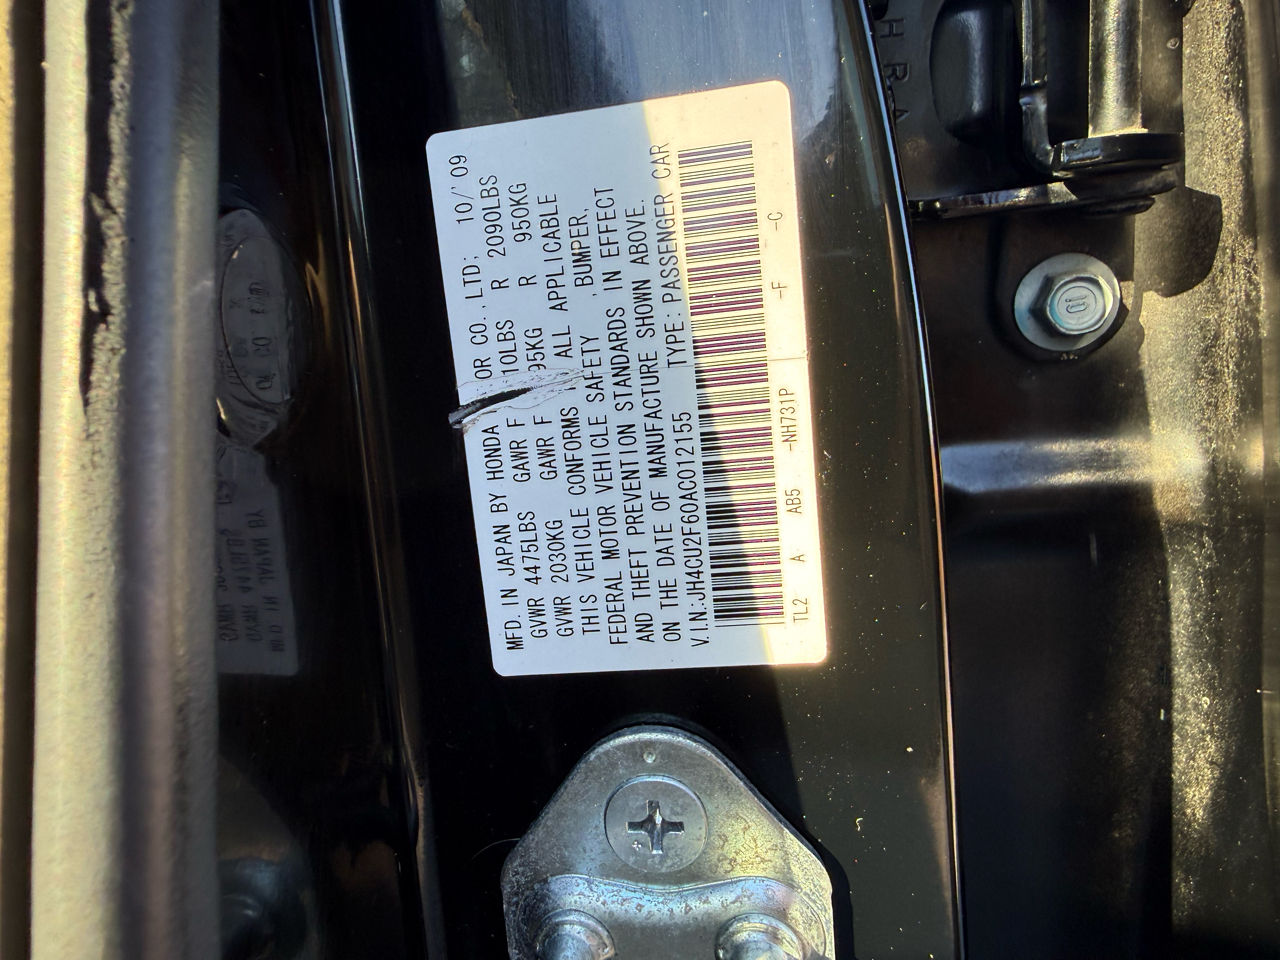 MFD. IN JAPAN BY HONDA OR CO., LTD: 10/'09
GVWR 4475LBS GAWR F 10LBS R 2090LBS
GVWR 2030KG GAWR F 95KG R 950KG
THIS VEHICLE CONFORMS ALL APPLICABLE
FEDERAL MOTOR VEHICLE SAFETY, BUMPER,
AND THEFT PREVENTION STANDARDS IN EFFECT
ON THE DATE OF MANUFACTURE SHOWN ABOVE.
V.I.N.:JH4CU2F60AC012155 TYPE:PASSENGER CAR
TL2 A AB5 -NH731P -F -C
HRA
10